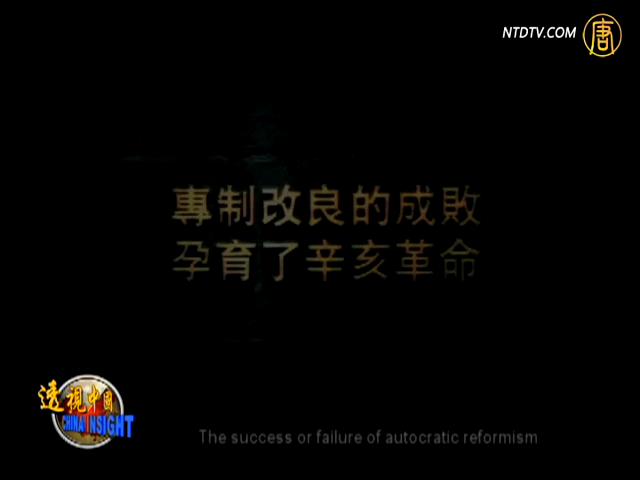 NTDTV.COM
唐
專制改良的成敗
孕育了辛亥革命
透視中國
CHINA INSIGHT
The success or failure of autocratic reformism